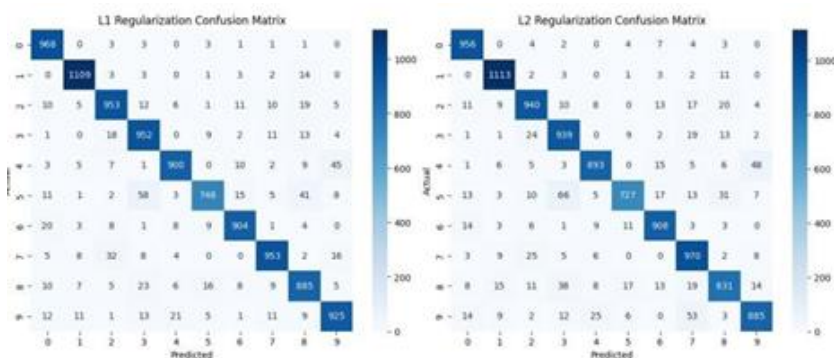 L1 Regularization Confusion Matrix
0 968 0 3 3 0 3 1 1 1 0
1 0 1109 3 3 0 1 3 2 14 0
2 10 5 953 12 6 1 11 10 19 5
3 1 0 18 952 0 9 2 11 13 4
4 3 5 7 1 900 0 10 2 9 45
5 11 1 2 58 3 748 15 5 41 8
6 20 3 8 1 8 9 904 1 4 0
7 5 8 32 8 4 0 0 953 2 16
8 10 7 5 23 6 16 8 9 885 5
9 12 11 1 13 21 5 1 11 9 925
0 1 2 3 4 5 6 7 8 9
Predicted
1000
800
600
400
200
0
L2 Regularization Confusion Matrix
Actual
0 956 0 4 2 0 4 7 4 3 0
1 0 1113 2 3 0 1 3 2 11 0
2 11 9 940 10 8 0 13 17 20 4
3 1 1 24 939 0 9 2 19 13 2
4 1 6 5 3 893 0 15 5 6 48
5 13 3 10 66 5 727 17 13 31 7
6 14 3 6 1 9 11 908 3 3 0
7 3 9 25 5 6 0 0 970 2 8
8 8 15 11 38 8 17 13 19 831 14
9 14 9 2 12 25 6 0 53 3 885
0 1 2 3 4 5 6 7 8 9
Predicted
1000
800
600
400
200
0